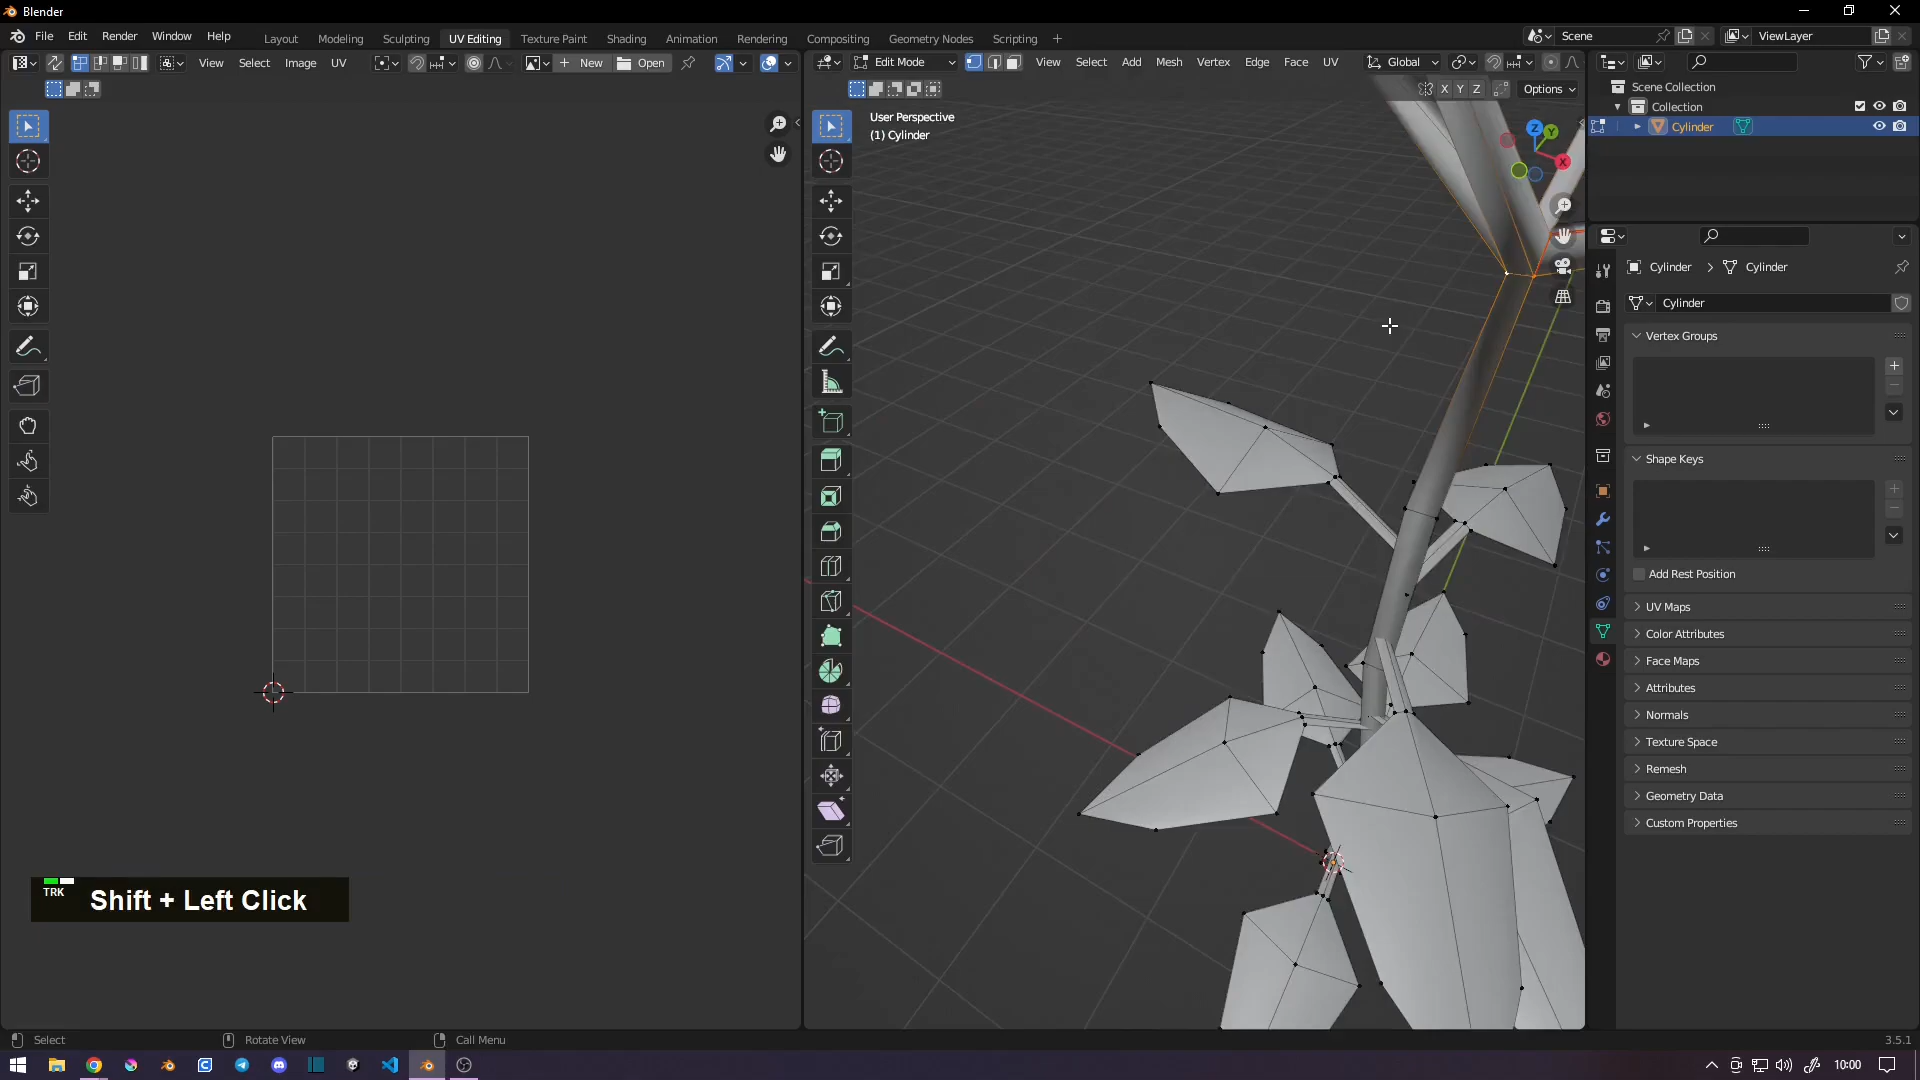 Blender
File Edit Render Window Help
Layout Modeling Sculpting UV Editing Texture Paint Shading Animation Rendering Compositing Geometry Nodes Scripting +
Scene
ViewLayer
View Select Image UV
New
Open
Edit Mode
View Select Add Mesh Vertex Edge Face UV
Global
X Y Z
Options
User Perspective
(1) Cylinder
Z
Y
X
Scene Collection
Collection
Cylinder
Cylinder
Cylinder
Cylinder
Vertex Groups
Shape Keys
Add Rest Position
UV Maps
Color Attributes
Face Maps
Attributes
Normals
Texture Space
Remesh
Geometry Data
Custom Properties
TRK
Shift + Left Click
Select
Rotate View
Call Menu
3.5.1
10:00